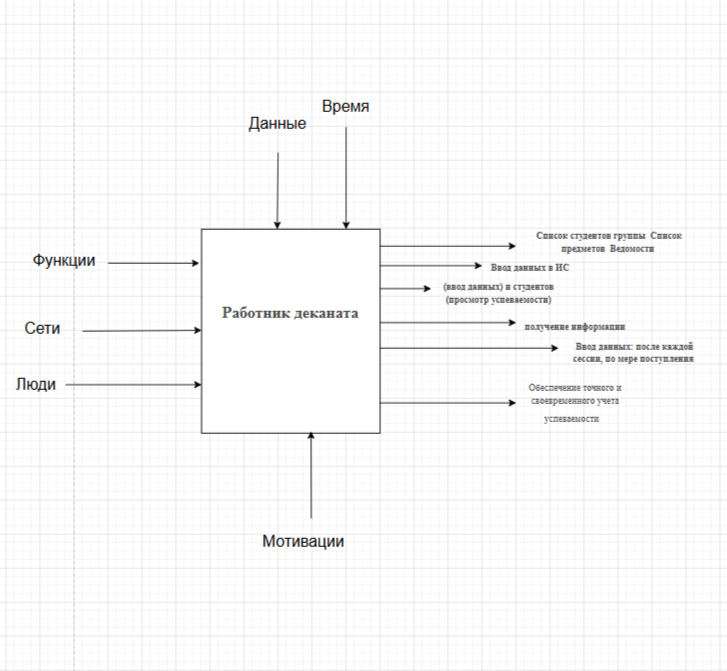 Время
Данные
Функции
Сети
Люди
Работник деканата
Список студентов группы Список
предметов Ведомости
Ввод данных в ИС
(ввод данных) и студентов
(просмотр успеваемости)
получение информации
Ввод данных: после каждой
сессии, по мере поступления
Обеспечение точного и
своевременного учета
успеваемости
Мотивации